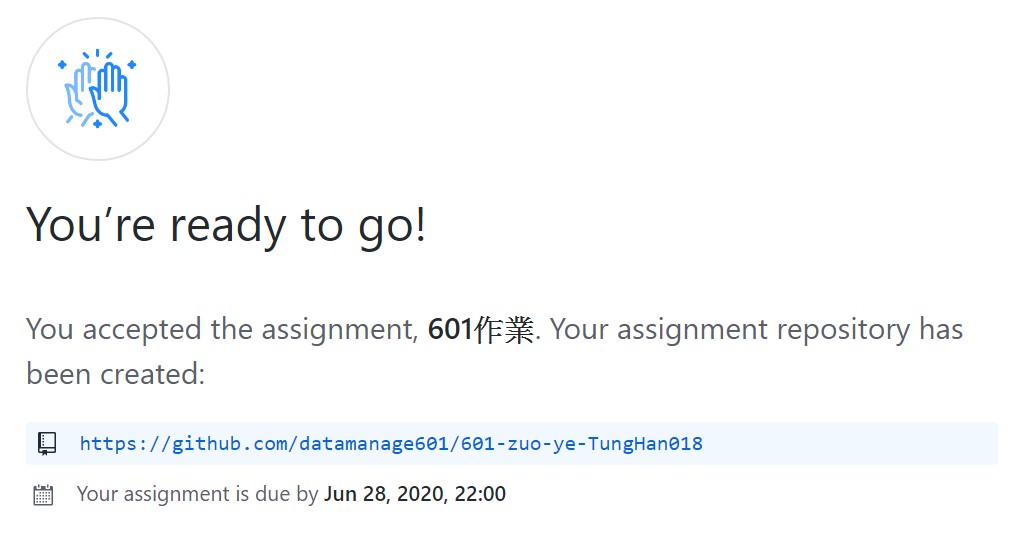 You’re ready to go!
You accepted the assignment, 601作業. Your assignment repository has
been created:
https://github.com/datamanage601/601-zuo-ye-TungHan018
Your assignment is due by Jun 28, 2020, 22:00